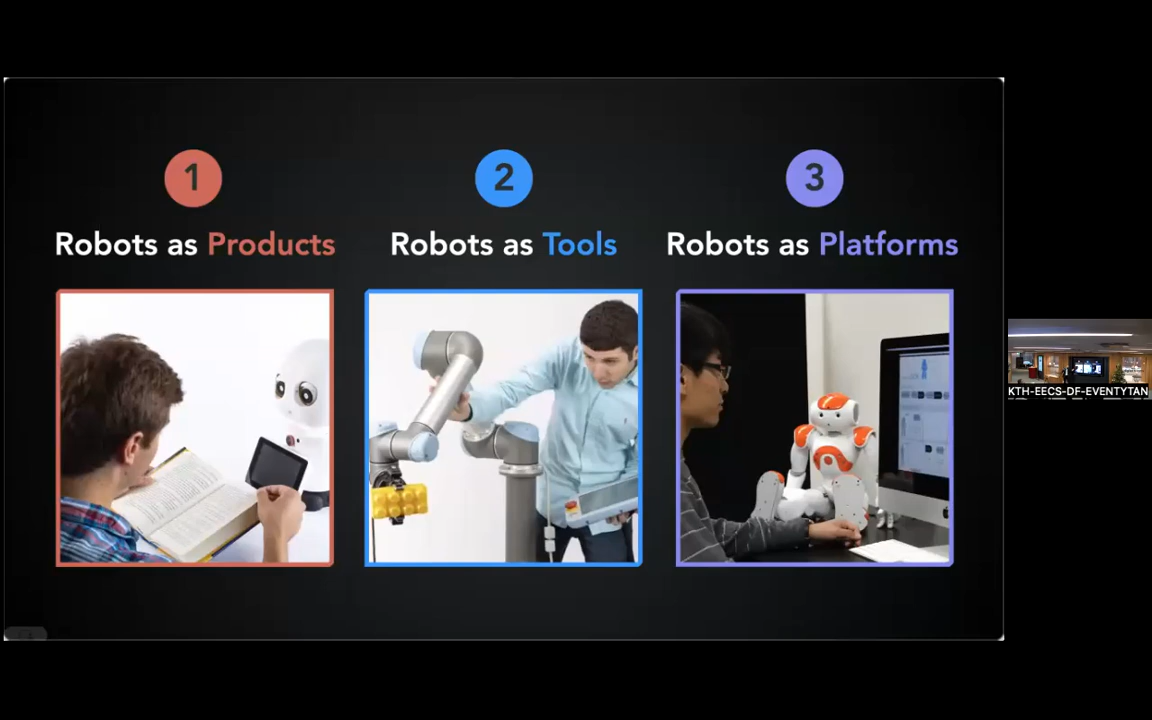 1
Robots as Products
2
Robots as Tools
3
Robots as Platforms
KTH-EECS-DF-EVENTYTAN